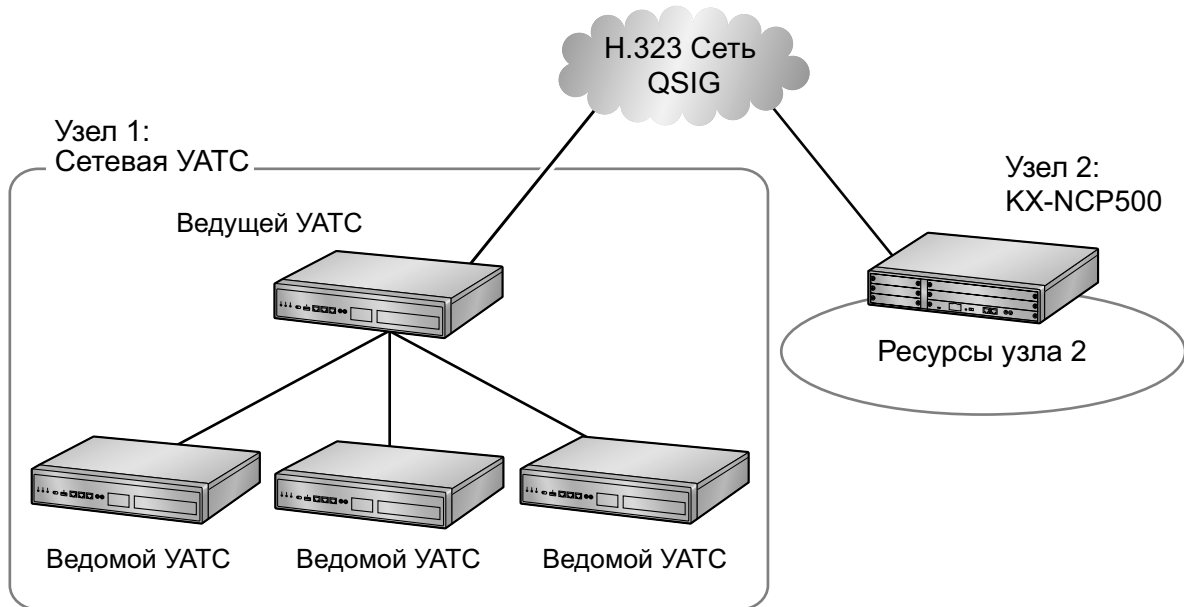 H.323 Сеть
QSIG
Узел 1:
Сетевая УАТС
Узел 2:
KX-NCP500
Ведущей УАТС
Ресурсы узла 2
Ведомой УАТС
Ведомой УАТС
Ведомой УАТС